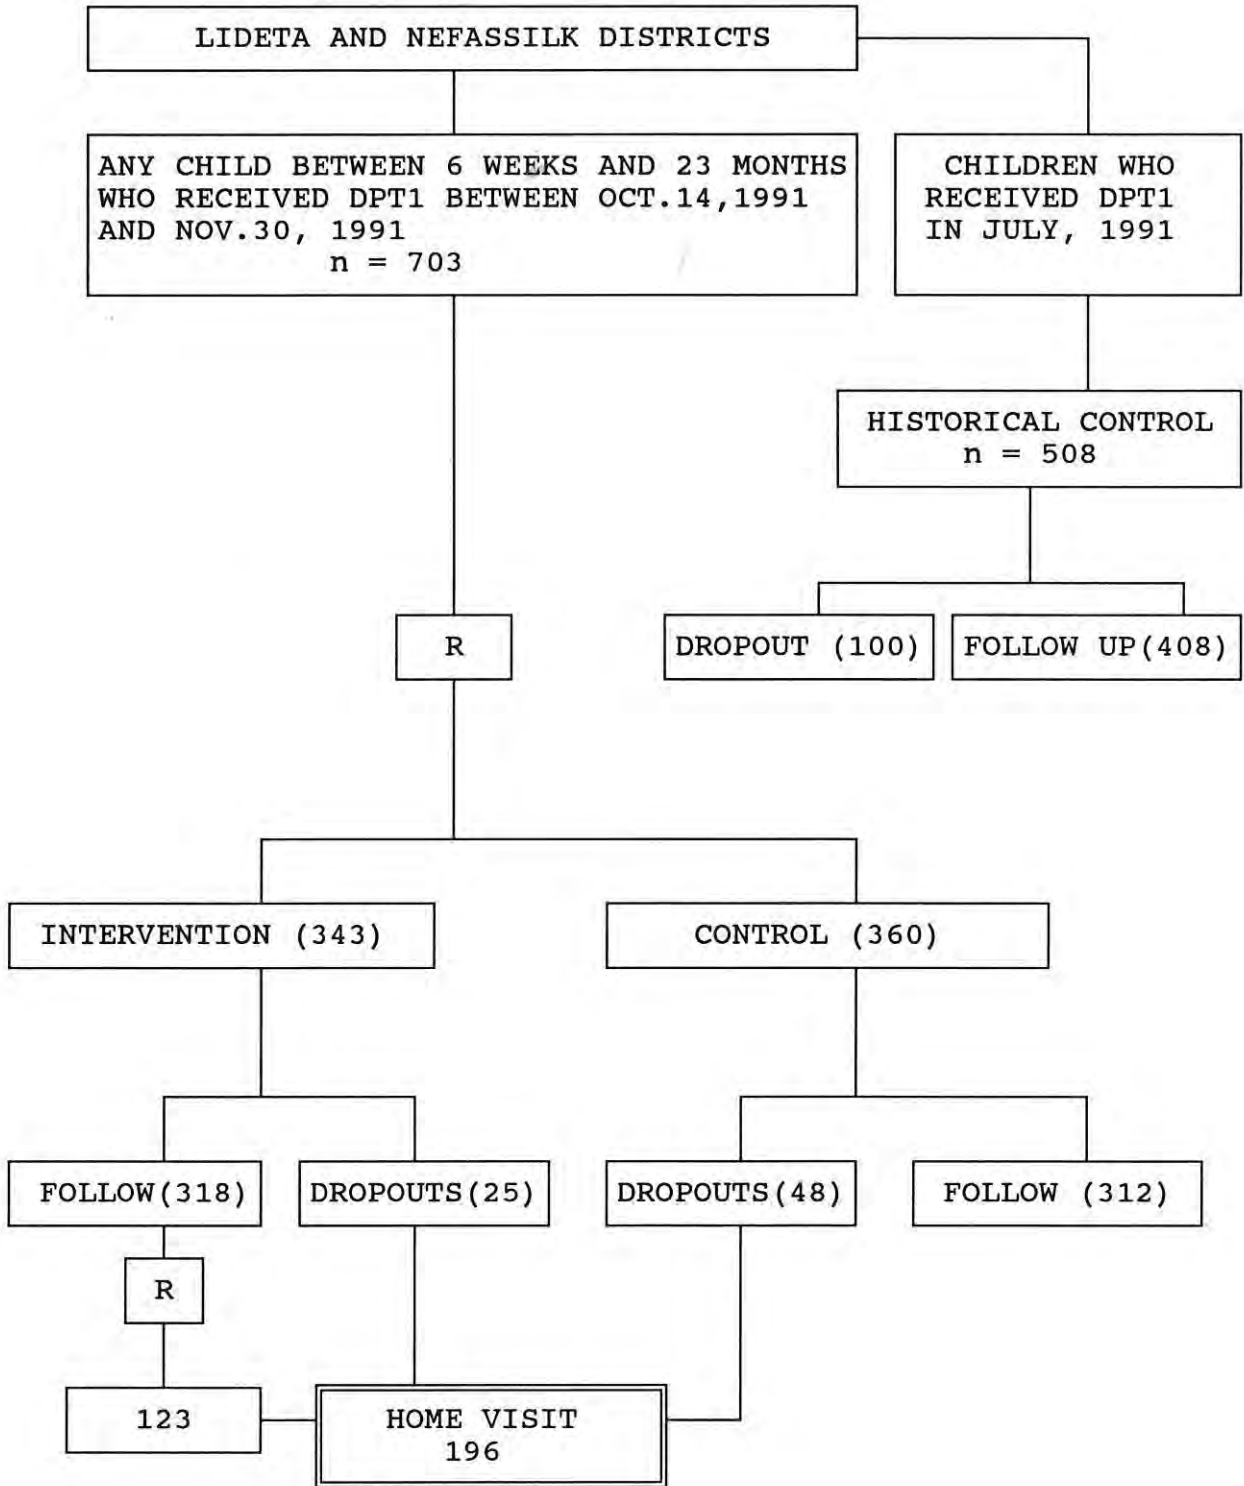 LIDETA AND NEFASSILK DISTRICTS
ANY CHILD BETWEEN 6 WEEKS AND 23 MONTHS
WHO RECEIVED DPT1 BETWEEN OCT.14,1991
AND NOV.30, 1991
n = 703
CHILDREN WHO
RECEIVED DPT1
IN JULY, 1991
HISTORICAL CONTROL
n = 508
R
DROPOUT (100)
FOLLOW UP(408)
INTERVENTION (343)
CONTROL (360)
FOLLOW(318)
DROPOUTS(25)
DROPOUTS(48)
FOLLOW (312)
R
123
HOME VISIT
196